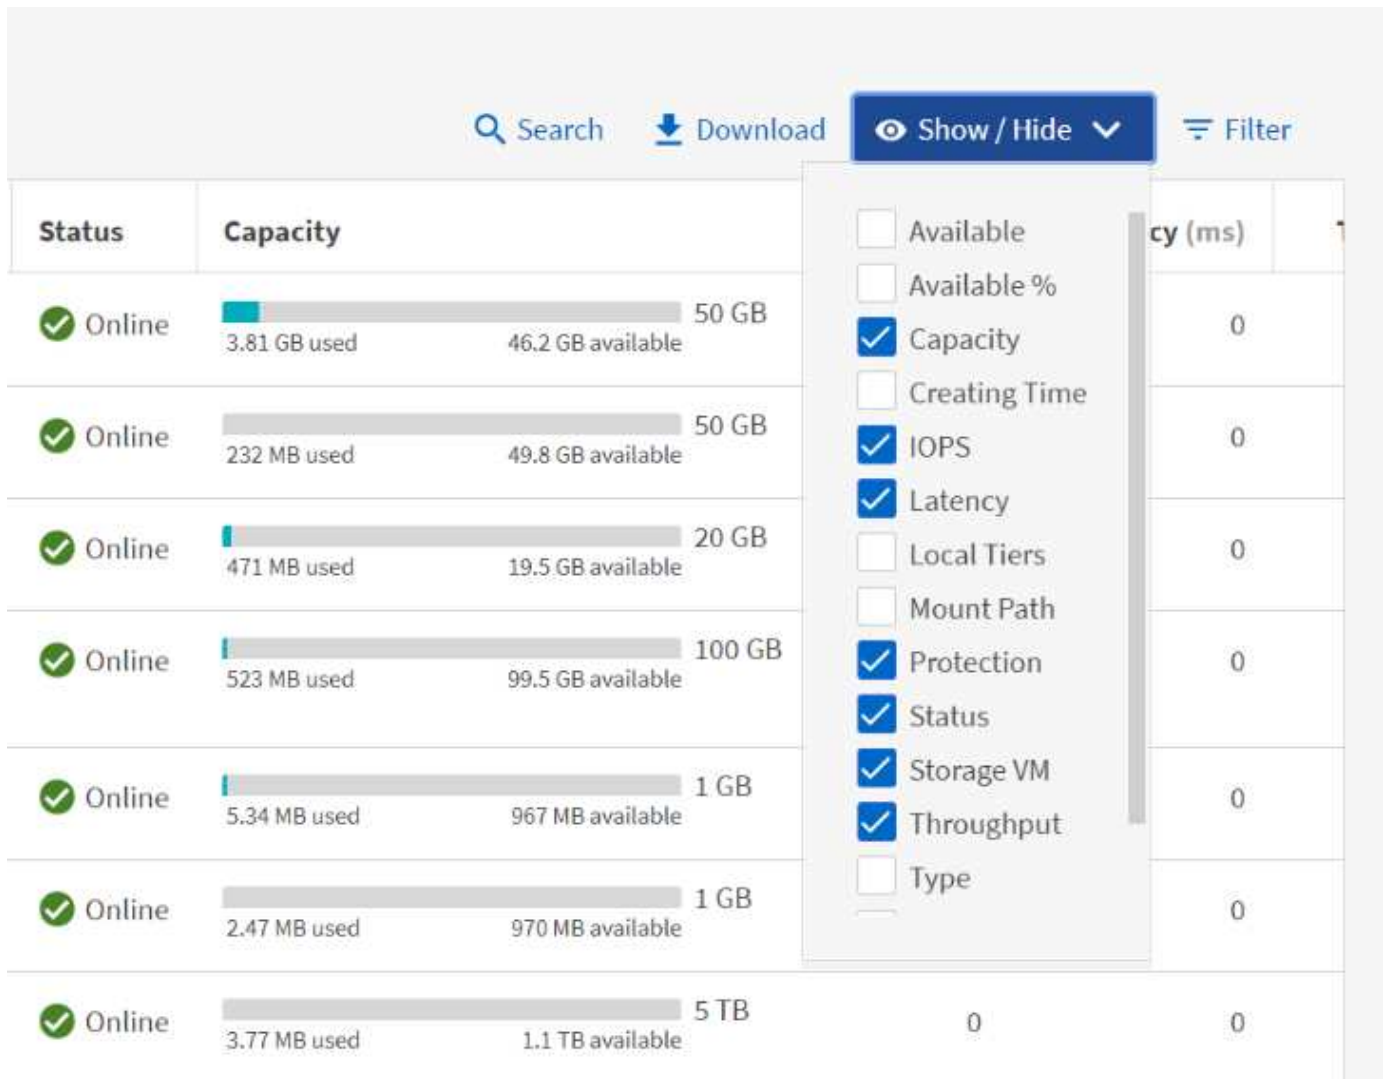 Search Download Show / Hide Filter
Status Capacity cy (ms)
Available
Available %
Capacity
Creating Time
IOPS
Latency
Local Tiers
Mount Path
Protection
Status
Storage VM
Throughput
Type
Online 50 GB 0
3.81 GB used 46.2 GB available
Online 50 GB 0
232 MB used 49.8 GB available
Online 20 GB 0
471 MB used 19.5 GB available
Online 100 GB 0
523 MB used 99.5 GB available
Online 1 GB 0
5.34 MB used 967 MB available
Online 1 GB 0
2.47 MB used 970 MB available
Online 5 TB 0 0
3.77 MB used 1.1 TB available